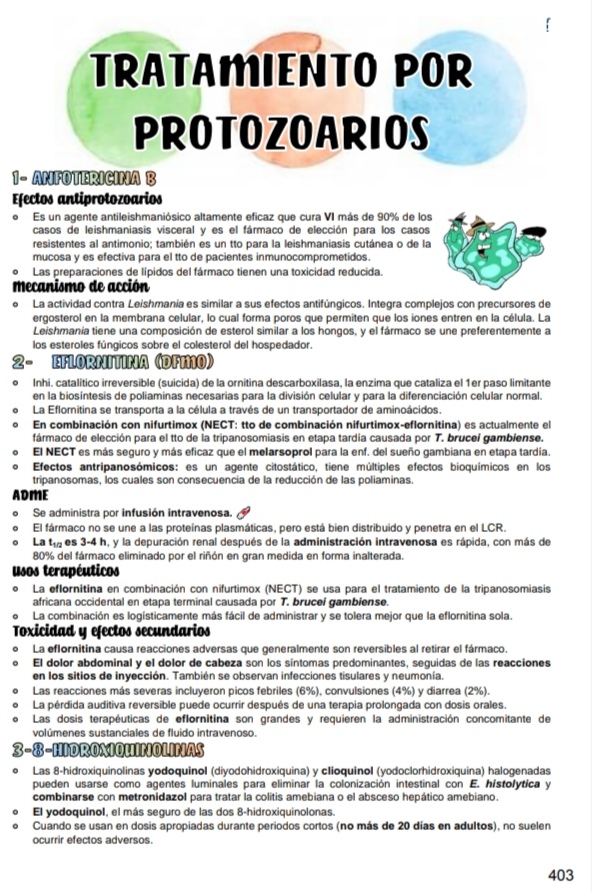 TRATAMIENTO POR
PROTOZOARIOS
1- ANFOTERICINA B
Efectos antiprotozoarios
Es un agente antileishmaniósico altamente eficaz que cura VI más de 90% de los
casos de leishmaniasis visceral y es el fármaco de elección para los casos
resistentes al antimonio; también es un tto para la leishmaniasis cutánea o de la
mucosa y es efectiva para el tto de pacientes inmunocomprometidos.
Las preparaciones de lípidos del fármaco tienen una toxicidad reducida.
Mecanismo de acción
La actividad contra Leishmania es similar a sus efectos antifúngicos. Integra complejos con precursores de
ergosterol en la membrana celular, lo cual forma poros que permiten que los iones entren en la célula. La
Leishmania tiene una composición de esterol similar a los hongos, y el fármaco se une preferentemente a
los esteroles fúngicos sobre el colesterol del hospedador.
2- EFLORNITINA (DFMO)
Inhi. catalítico irreversible (suicida) de la ornitina descarboxilasa, la enzima que cataliza el 1er paso limitante
en la biosíntesis de poliaminas necesarias para la división celular y para la diferenciación celular normal.
La Eflornitina se transporta a la célula a través de un transportador de aminoácidos.
En combinación con nifurtimox (NECT: tto de combinación nifurtimox-eflornitina) es actualmente el
fármaco de elección para el tto de la tripanosomiasis en etapa tardía causada por T. brucei gambiense.
El NECT es más seguro y más eficaz que el melarsoprol para la enf. del sueño gambiana en etapa tardía.
Efectos antripanosómicos: es un agente citostático, tiene múltiples efectos bioquímicos en los
tripanosomas, los cuales son consecuencia de la reducción de las poliaminas.
ADME
Se administra por infusión intravenosa.
El fármaco no se une a las proteínas plasmáticas, pero está bien distribuido y penetra en el LCR.
La t1/2 es 3-4 h, y la depuración renal después de la administración intravenosa es rápida, con más de
80% del fármaco eliminado por el riñón en gran medida en forma inalterada.
Usos terapéuticos
La eflornitina en combinación con nifurtimox (NECT) se usa para el tratamiento de la tripanosomiasis
africana occidental en etapa terminal causada por T. brucei gambiense.
La combinación es logísticamente más fácil de administrar y se tolera mejor que la eflornitina sola.
Toxicidad y efectos secundarios
La eflornitina causa reacciones adversas que generalmente son reversibles al retirar el fármaco.
El dolor abdominal y el dolor de cabeza son los síntomas predominantes, seguidas de las reacciones
en los sitios de inyección. También se observan infecciones tisulares y neumonía.
Las reacciones más severas incluyeron picos febriles (6%), convulsiones (4%) y diarrea (2%).
La pérdida auditiva reversible puede ocurrir después de una terapia prolongada con dosis orales.
Las dosis terapéuticas de eflornitina son grandes y requieren la administración concomitante de
volúmenes sustanciales de fluido intravenoso.
3-8-HIDROXIQUINOLINAS
Las 8-hidroxiquinolinas yodoquinol (diyodohidroxiquina) y clioquinol (yodoclorhidroxiquina) halogenadas
pueden usarse como agentes luminales para eliminar la colonización intestinal con E. histolytica y
combinarse con metronidazol para tratar la colitis amebiana o el absceso hepático amebiano.
El yodoquinol, el más seguro de las dos 8-hidroxiquinolonas.
Cuando se usan en dosis apropiadas durante periodos cortos (no más de 20 días en adultos), no suelen
ocurrir efectos adversos.
403